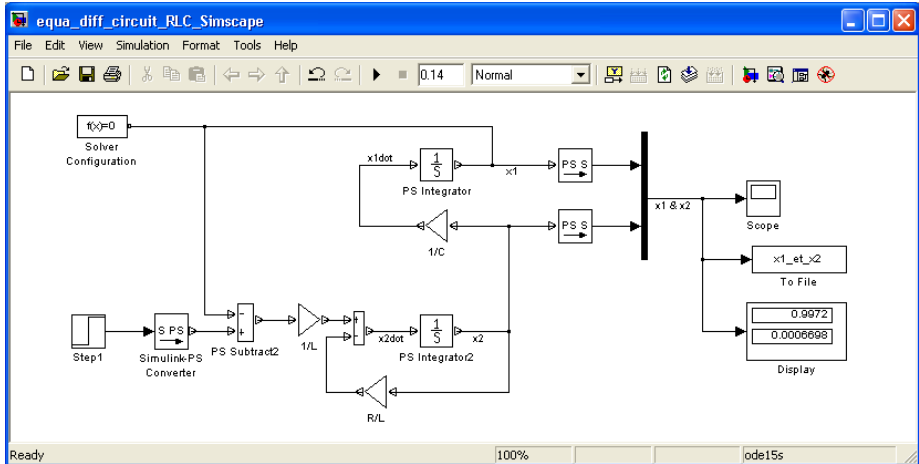 equa_diff_circuit_RLC_Simscape
File Edit View Simulation Format Tools Help
0.14 Normal
f(x)=0
Solver
Configuration
x1dot
1
S
PS Integrator
x1
PS S
1/C
PS S
x1 & x2
Scope
x1_et_x2
To File
0.9972
0.0006698
Display
Step1
S PS
Simulink-PS
Converter
-
+
PS Subtract2
1/L
+
-
x2dot
1
S
PS Integrator2
x2
R/L
Ready 100% ode15s